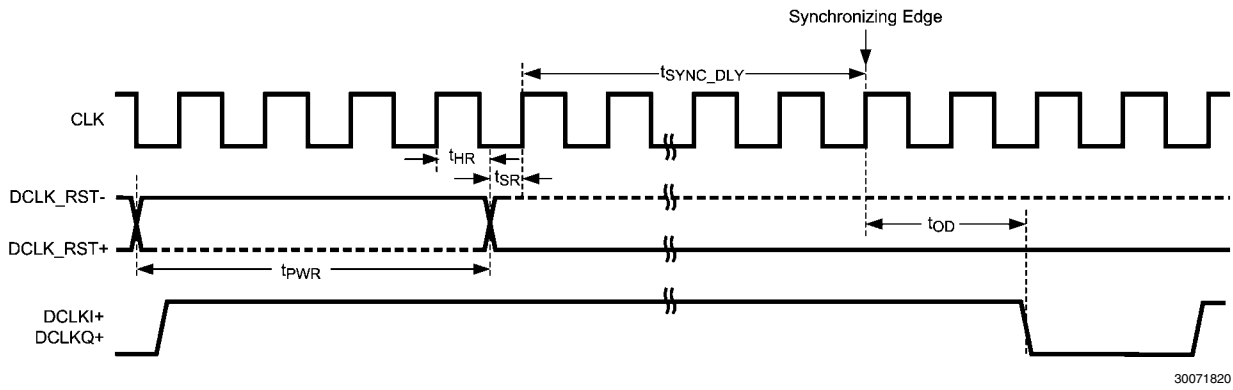 Synchronizing Edge
tSYNC_DLY
CLK
tHR
tSR
DCLK_RST-
tOD
DCLK_RST+
tPWR
DCLKI+
DCLKQ+
30071820